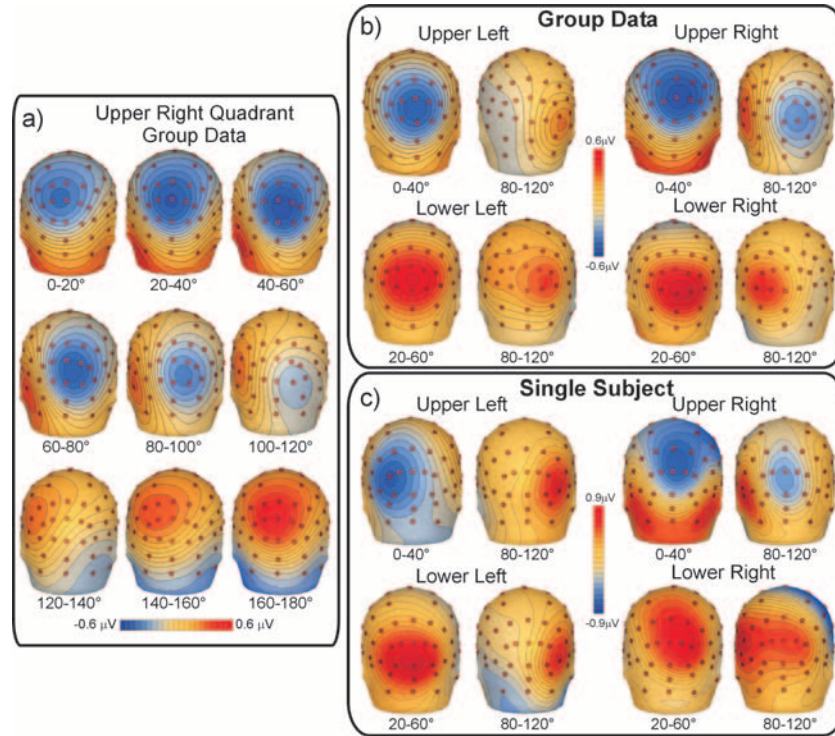 a)
Upper Right Quadrant
Group Data
0-20°
20-40°
40-60°
60-80°
80-100°
100-120°
120-140°
140-160°
160-180°
-0.6 µV
0.6 µV
b)
Group Data
Upper Left
Upper Right
0-40°
80-120°
0.6µV
-0.6µV
0-40°
80-120°
Lower Left
Lower Right
20-60°
80-120°
20-60°
80-120°
c)
Single Subject
Upper Left
Upper Right
0-40°
80-120°
0.9µV
-0.9µV
0-40°
80-120°
Lower Left
Lower Right
20-60°
80-120°
20-60°
80-120°